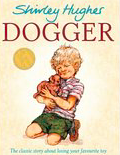 Shirley Hughes
DOGGER
The classic story about losing your favourite toy